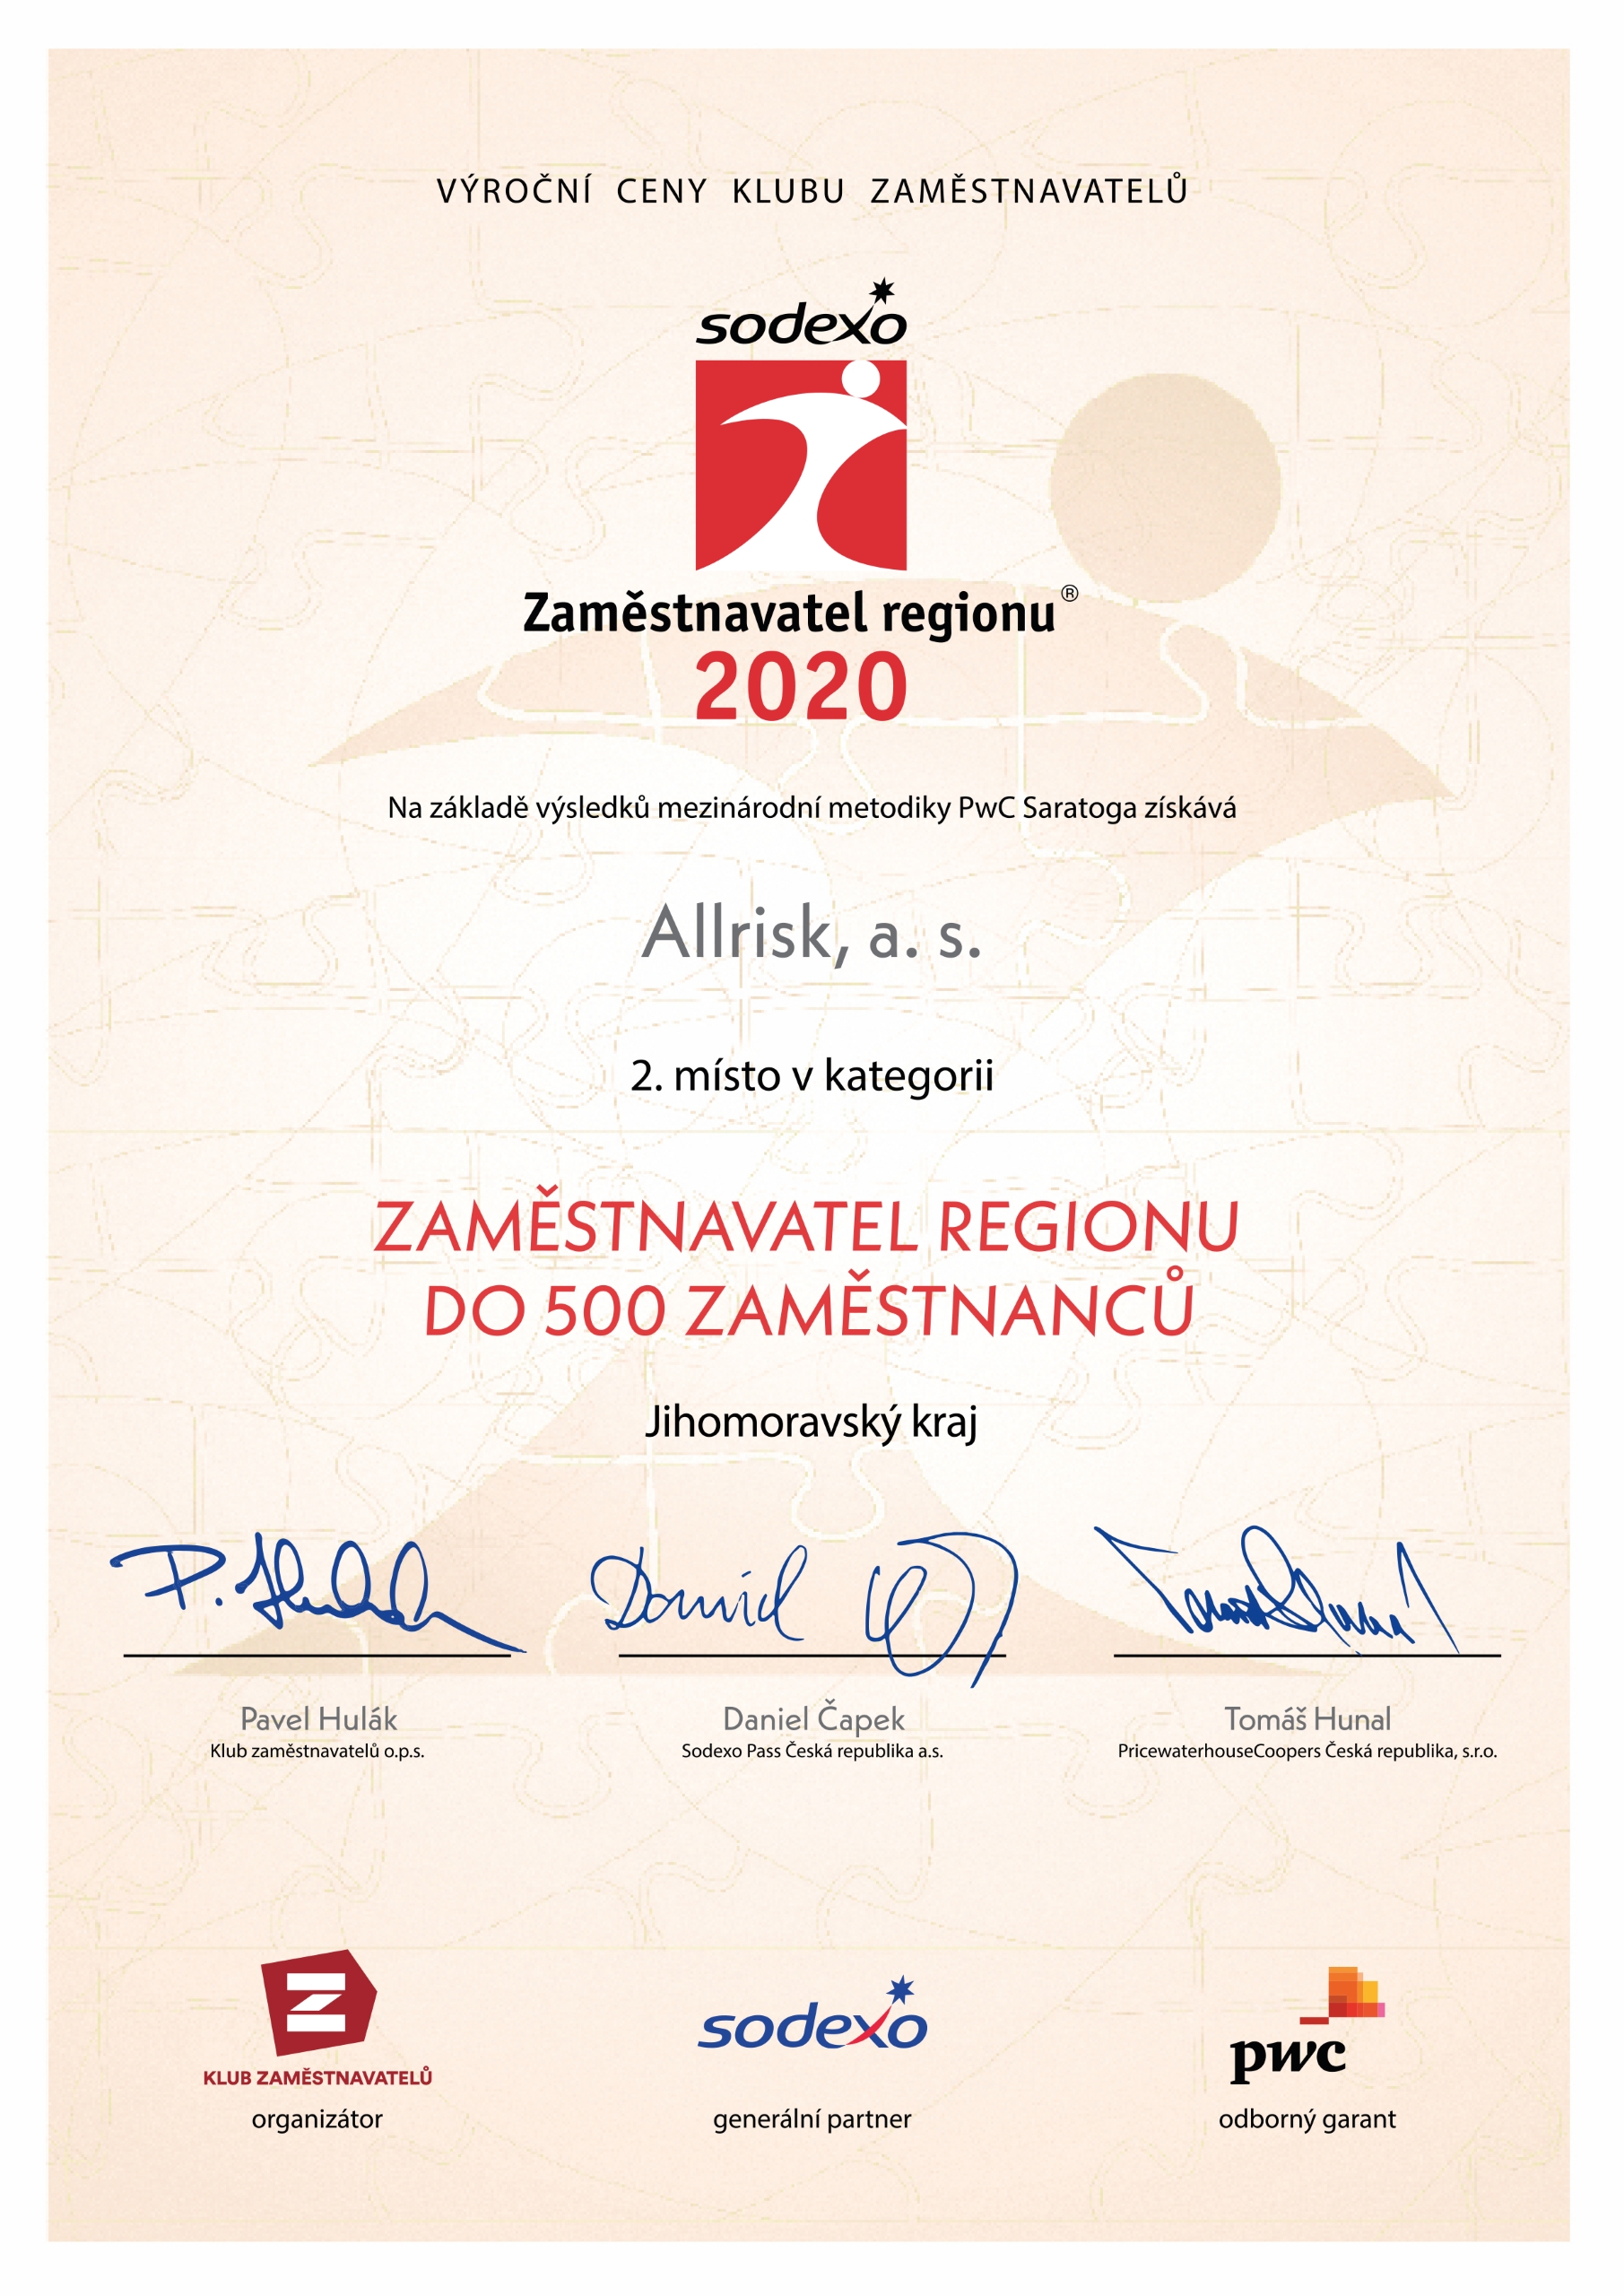 VÝROČNÍ CENY KLUBU ZAMĚSTNAVATELŮ
sodexo
Zaměstnavatel regionu®
2020
Na základě výsledků mezinárodní metodiky PwC Saratoga získává
Allrisk, a. s.
2. místo v kategorii
ZAMĚSTNAVATEL REGIONU
DO 500 ZAMĚSTNANCŮ
Jihomoravský kraj
P. Hulák
Daniel
Pavel Hulák
Klub zaměstnavatelů o.p.s.
Daniel Čapek
Sodexo Pass Česká republika a.s.
Tomáš Hunal
PricewaterhouseCoopers Česká republika, s.r.o.
KLUB ZAMĚSTNAVATELŮ
organizátor
sodexo
generální partner
pwc
odborný garant